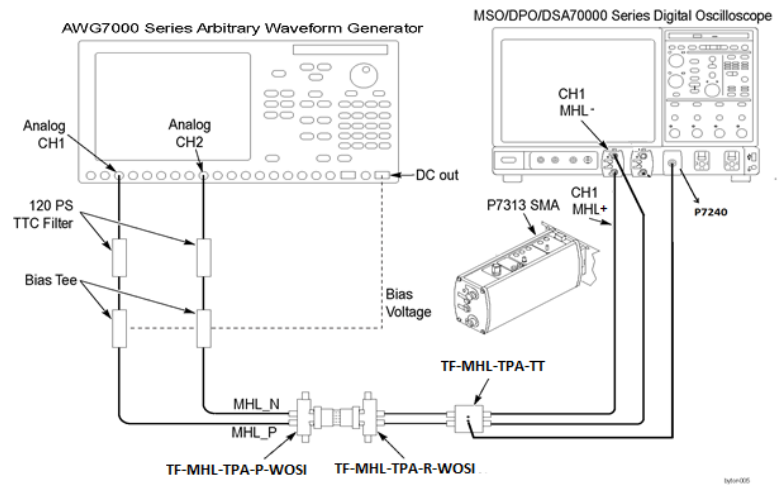 MSO/DPO/DSA70000 Series Digital Oscilloscope
AWG7000 Series Arbitrary Waveform Generator
CH1
MHL-
Analog
CH1
Analog
CH2
DC out
CH1
MHL+
P7240
P7313 SMA
120 PS
TTC Filter
Bias Tee
Bias
Voltage
TF-MHL-TPA-TT
MHL_N
MHL_P
TF-MHL-TPA-P-WOSI
TF-MHL-TPA-R-WOSI